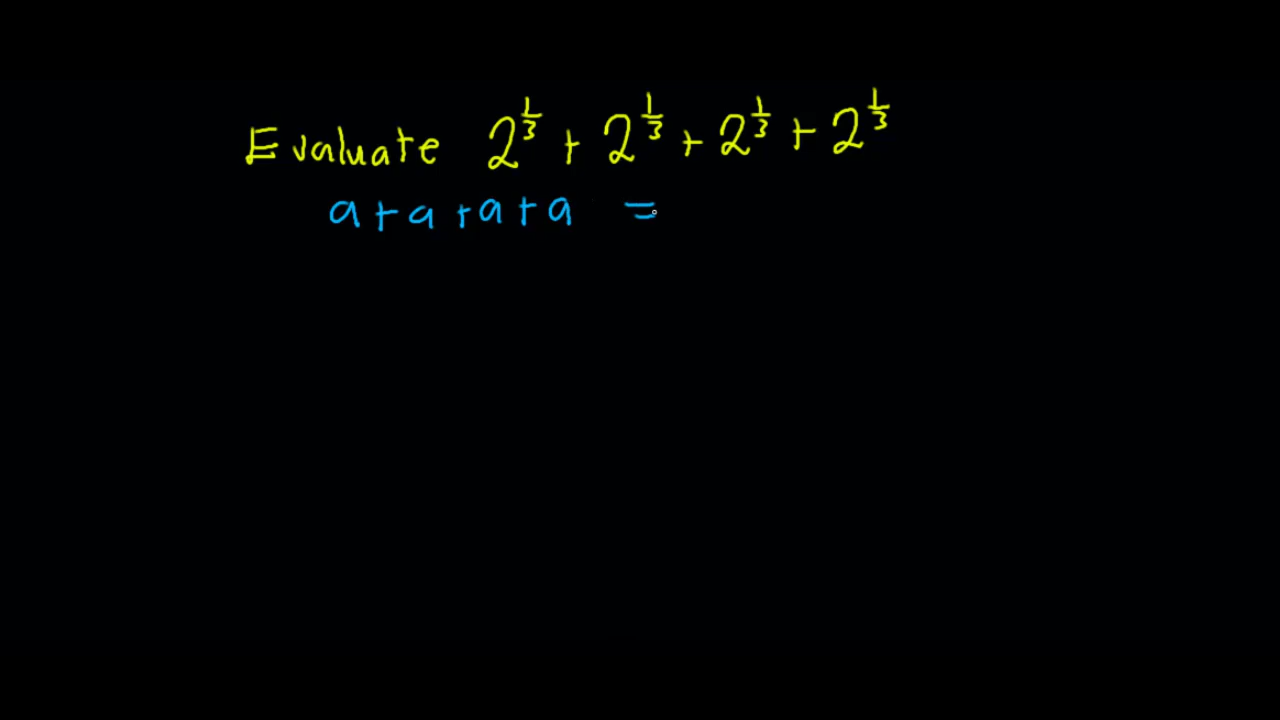 Evaluate 2^{1/3} + 2^{1/3} + 2^{1/3} + 2^{1/3}
a + a + a + a =